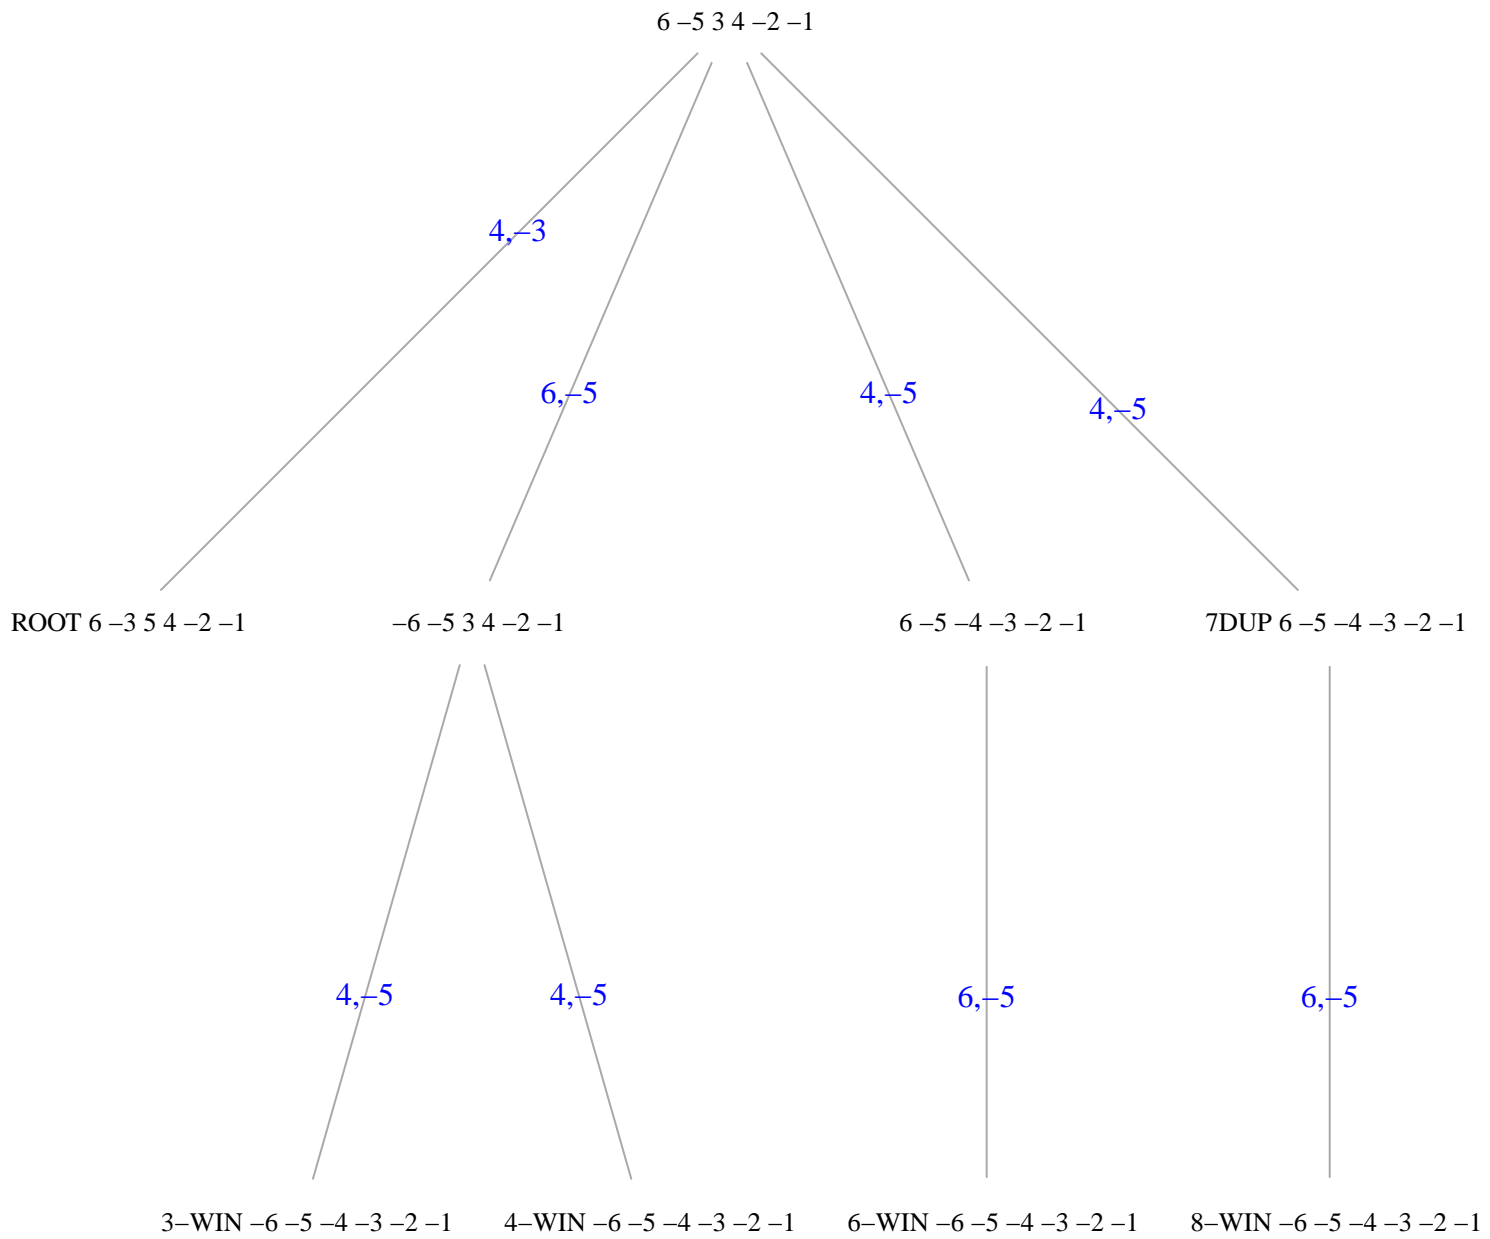 6 –5 3 4 –2 –1
4,–3
6,–5
4,–5
4,–5
ROOT 6 –3 5 4 –2 –1
–6 –5 3 4 –2 –1
6 –5 –4 –3 –2 –1
7DUP 6 –5 –4 –3 –2 –1
4,–5
4,–5
6,–5
6,–5
3–WIN –6 –5 –4 –3 –2 –1
4–WIN –6 –5 –4 –3 –2 –1
6–WIN –6 –5 –4 –3 –2 –1
8–WIN –6 –5 –4 –3 –2 –1